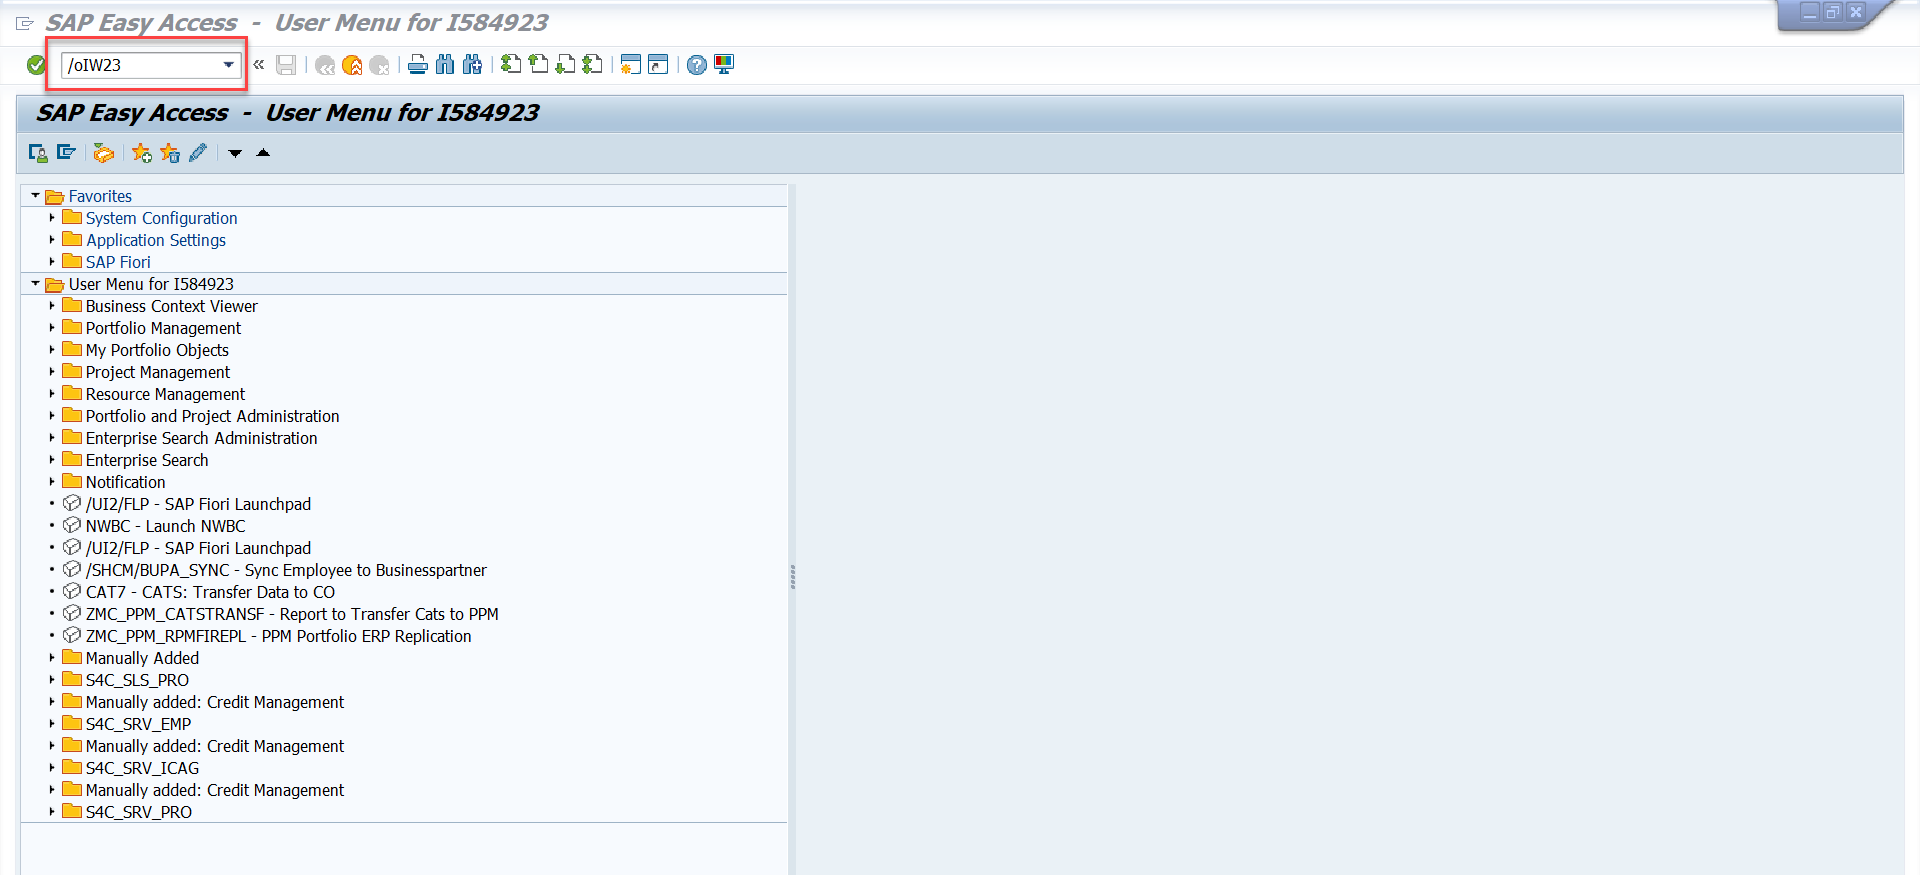 SAP Easy Access - User Menu for I584923
/oIW23
SAP Easy Access - User Menu for I584923
Favorites
System Configuration
Application Settings
SAP Fiori
User Menu for I584923
Business Context Viewer
Portfolio Management
My Portfolio Objects
Project Management
Resource Management
Portfolio and Project Administration
Enterprise Search Administration
Enterprise Search
Notification
/UI2/FLP - SAP Fiori Launchpad
NWBC - Launch NWBC
/UI2/FLP - SAP Fiori Launchpad
/SHCM/BUPA_SYNC - Sync Employee to Businesspartner
CAT7 - CATS: Transfer Data to CO
ZMC_PPM_CATSTRANSF - Report to Transfer Cats to PPM
ZMC_PPM_RPMFIREPL - PPM Portfolio ERP Replication
Manually Added
S4C_SLS_PRO
Manually added: Credit Management
S4C_SRV_EMP
Manually added: Credit Management
S4C_SRV_ICAG
Manually added: Credit Management
S4C_SRV_PRO